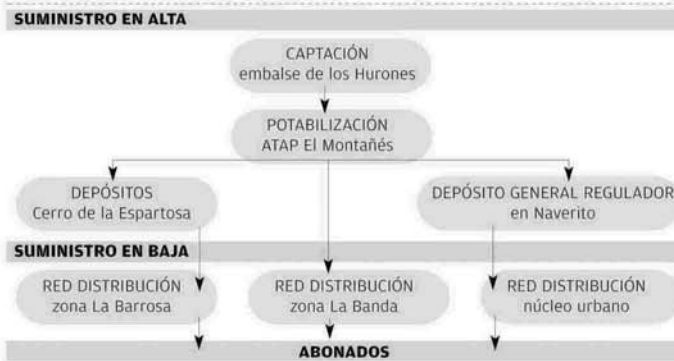 SUMINISTRO EN ALTA
CAPTACIÓN
embalse de los Hurones
POTABILIZACIÓN
ATAP El Montañés
DEPÓSITOS
Cerro de la Espartosa
DEPÓSITO GENERAL REGULADOR
en Naverito
SUMINISTRO EN BAJA
RED DISTRIBUCIÓN
zona La Barrosa
RED DISTRIBUCIÓN
zona La Banda
RED DISTRIBUCIÓN
núcleo urbano
ABONADOS